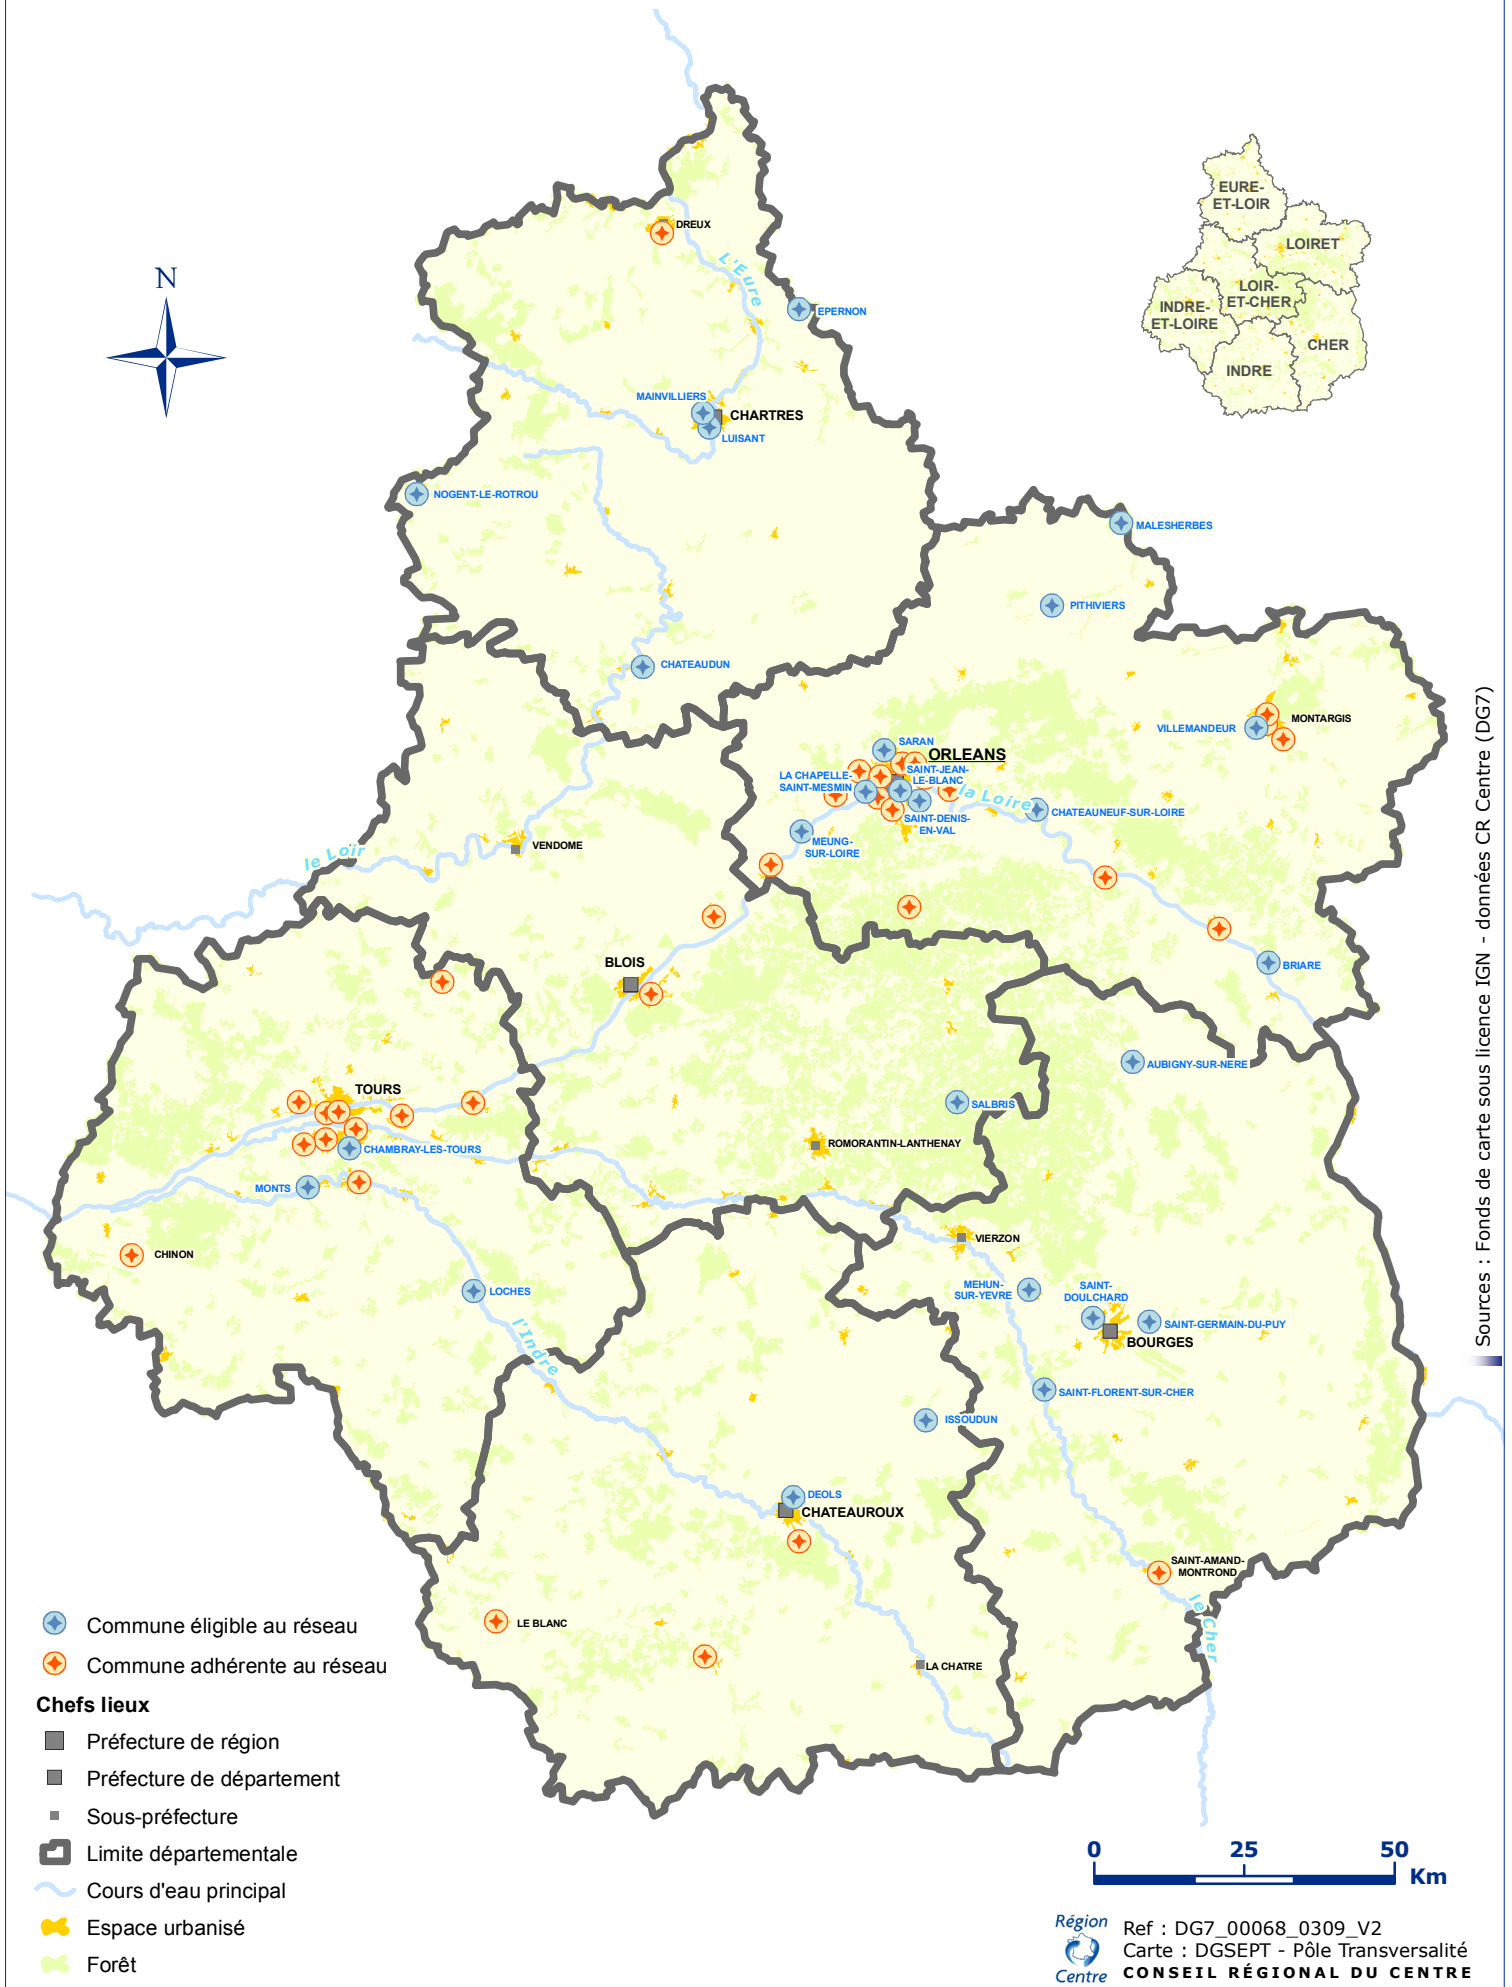 N
DREUX
L'Eure
EPERNON
MAINVILLIERS
CHARTRES
LUISANT
NOGENT-LE-ROTROU
CHATEAUDUN
EURE-
ET-LOIR
LOIRET
LOIR-
ET-CHER
INDRE-
ET-LOIRE
CHER
INDRE
MALESHERBES
PITHIVIERS
VILLEMANDEUR
MONTARGIS
SARAN
ORLEANS
LA CHAPELLE-
SAINT-MESMIN
SAINT-JEAN-
LE-BLANC
la Loire
CHATEAUNEUF-SUR-LOIRE
SAINT-DENIS-
EN-VAL
MEUNG-
SUR-LOIRE
BRIARE
le Loir
VENDOME
BLOIS
TOURS
CHAMBRAY-LES-TOURS
MONTS
CHINON
LOCHES
l'Indre
AUBIGNY-SUR-NERE
SALBRIS
ROMORANTIN-LANTHENAY
VIERZON
MEHUN-
SUR-YEVRE
SAINT-
DOULCHARD
SAINT-GERMAIN-DU-PUY
BOURGES
SAINT-FLORENT-SUR-CHER
ISSOUDUN
DEOLS
CHATEAUROUX
SAINT-AMAND-
MONTROND
le Cher
LE BLANC
LA CHATRE
Sources : Fonds de carte sous licence IGN - données CR Centre (DG7)
Commune éligible au réseau
Commune adhérente au réseau
Chefs lieux
Préfecture de région
Préfecture de département
Sous-préfecture
Limite départementale
Cours d'eau principal
Espace urbanisé
Forêt
0 25 50
Km
Région
Centre
Ref : DG7_00068_0309_V2
Carte : DGSEPT - Pôle Transversalité
CONSEIL RÉGIONAL DU CENTRE